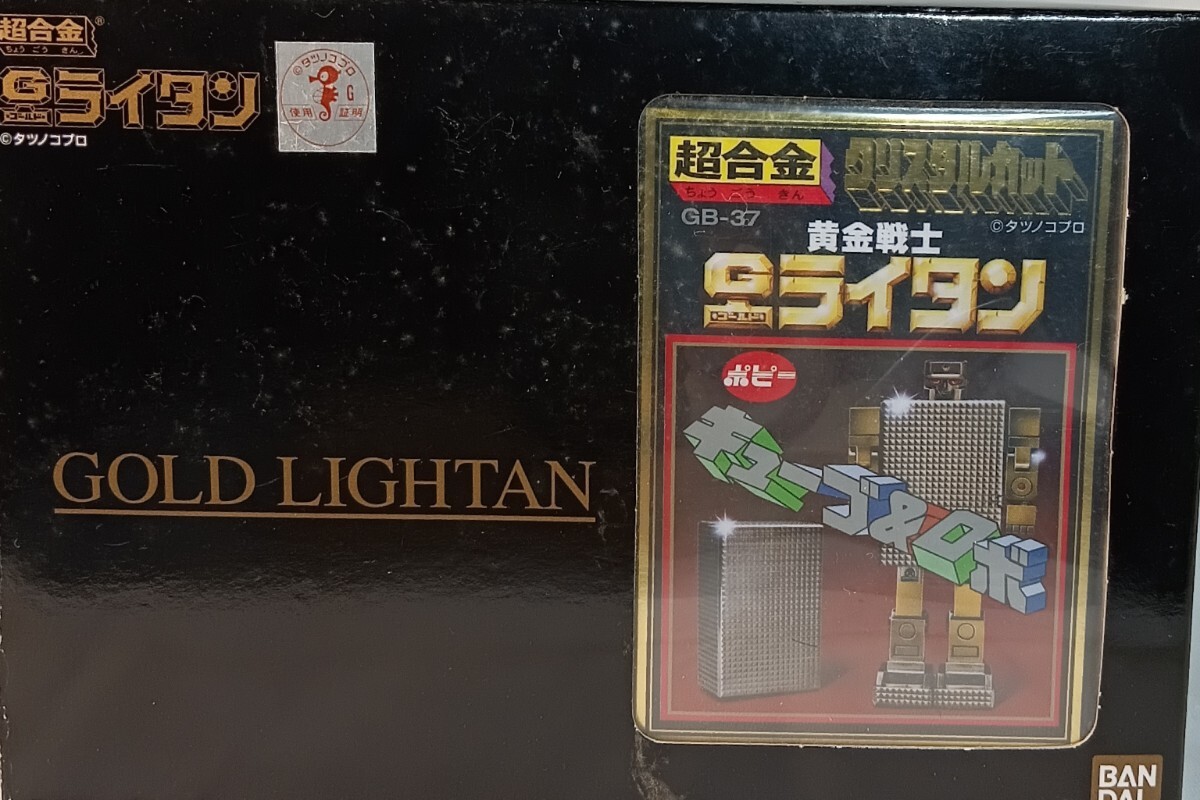 超合金®
ちょうごうきん
Gゴールドライタン
©タツノコプロ
©タツノコプロ
G
使用 証明
GOLD LIGHTAN
超合金
ちょう ごう きん
クリスタルカット
GB-37
©タツノコプロ
黄金戦士
Gゴールドライタン
ポピー
キューゴ&ロボ
BAN
DAI